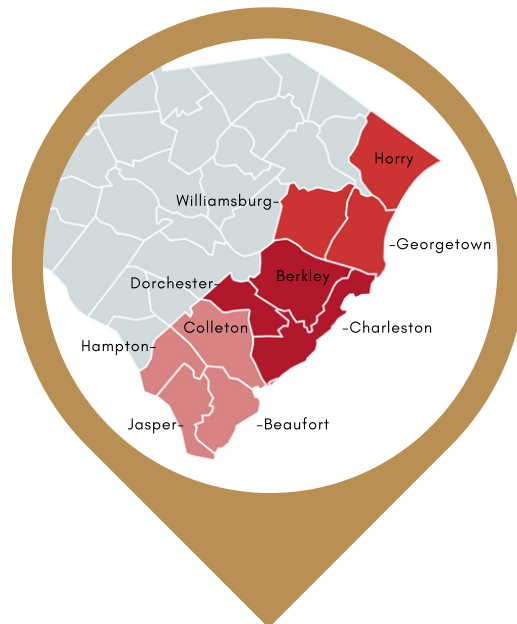 Horry
Williamsburg-
-Georgetown
Berkley
Dorchester-
Colleton
-Charleston
Hampton-
Jasper-
-Beaufort